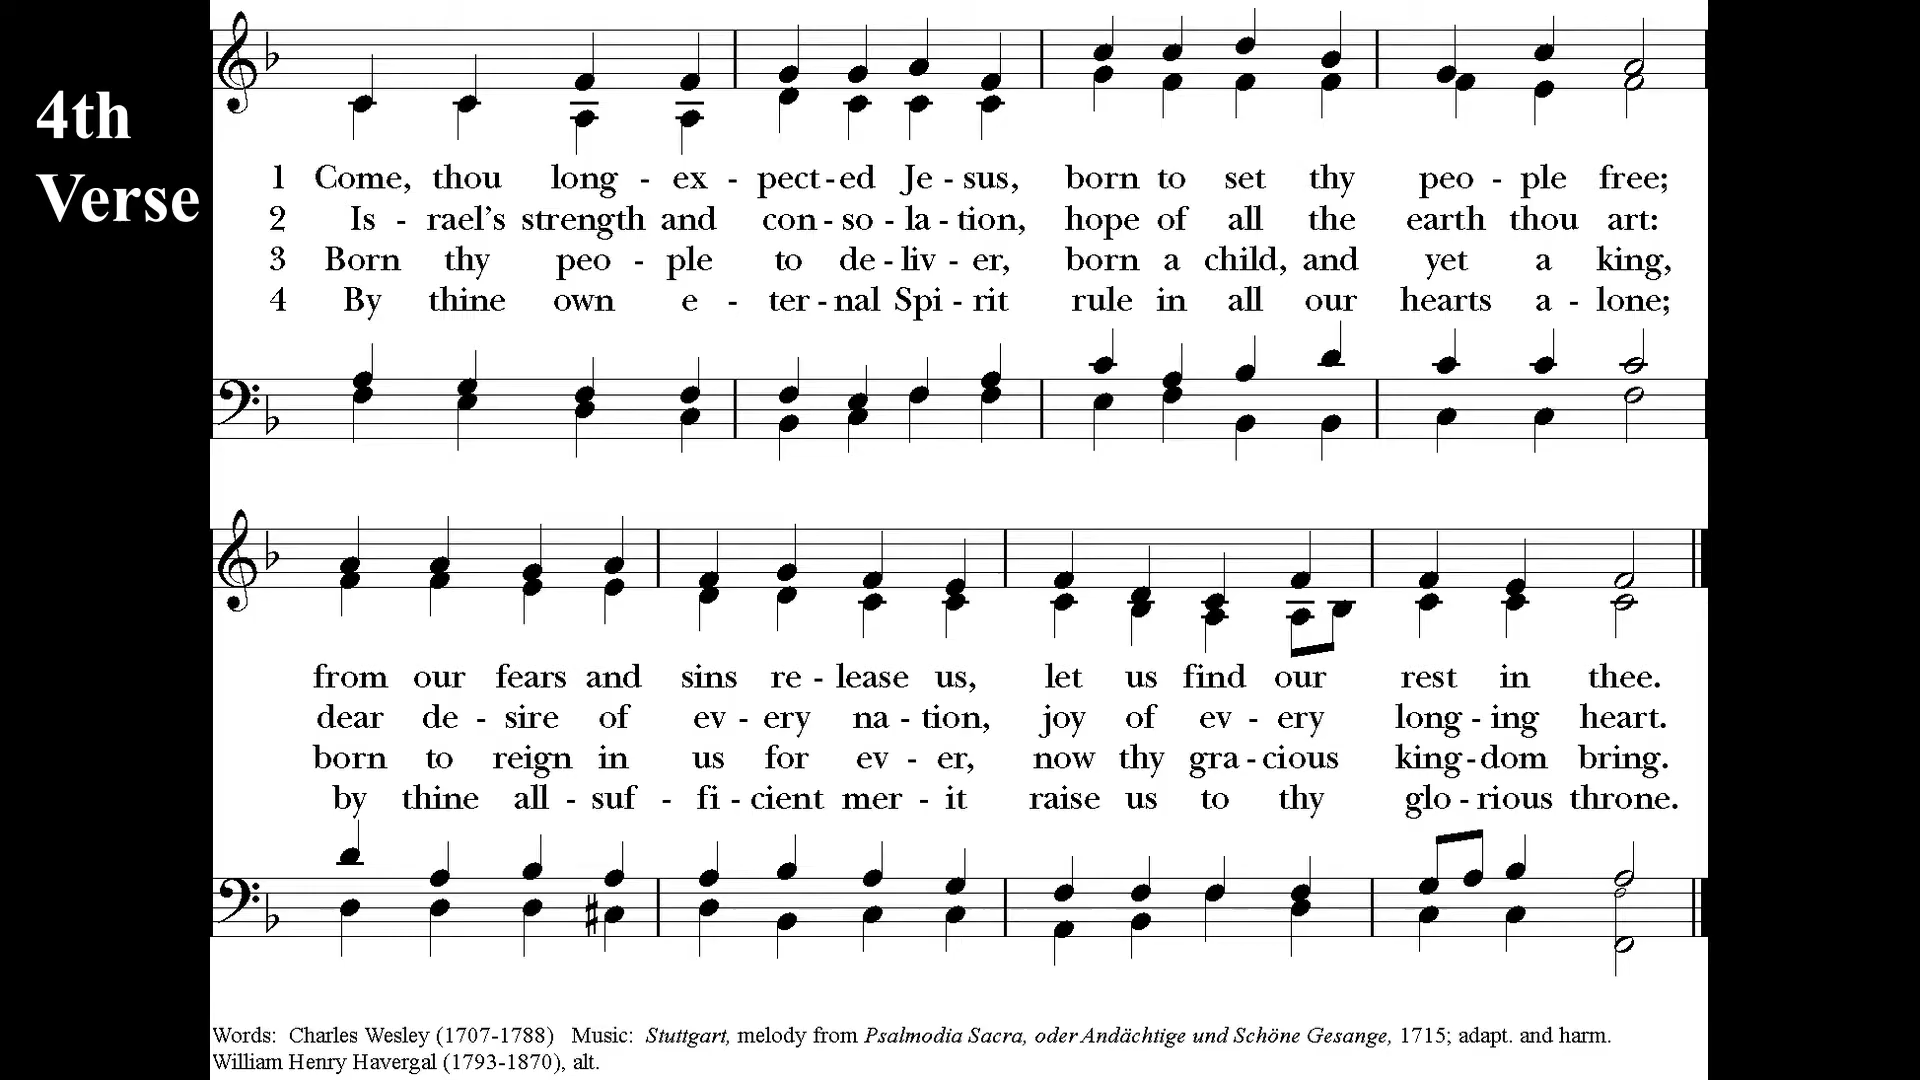 4th
Verse
1 Come, thou long - ex - pect - ed Je - sus, born to set thy peo - ple free;
2 Is - rael's strength and con - so - la - tion, hope of all the earth thou art:
3 Born thy peo - ple to de - liv - er, born a child, and yet a king,
4 By thine own e - ter - nal Spi - rit rule in all our hearts a - lone;
from our fears and sins re - lease us, let us find our rest in thee.
dear de - sire of ev - ery na - tion, joy of ev - ery long - ing heart.
born to reign in us for ev - er, now thy gra - cious king - dom bring.
by thine all - suf - fi - cient mer - it raise us to thy glo - rious throne.
Words: Charles Wesley (1707-1788) Music: Stuttgart, melody from Psalmodia Sacra, oder Andächtige und Schöne Gesange, 1715; adapt. and harm.
William Henry Havergal (1793-1870), alt.